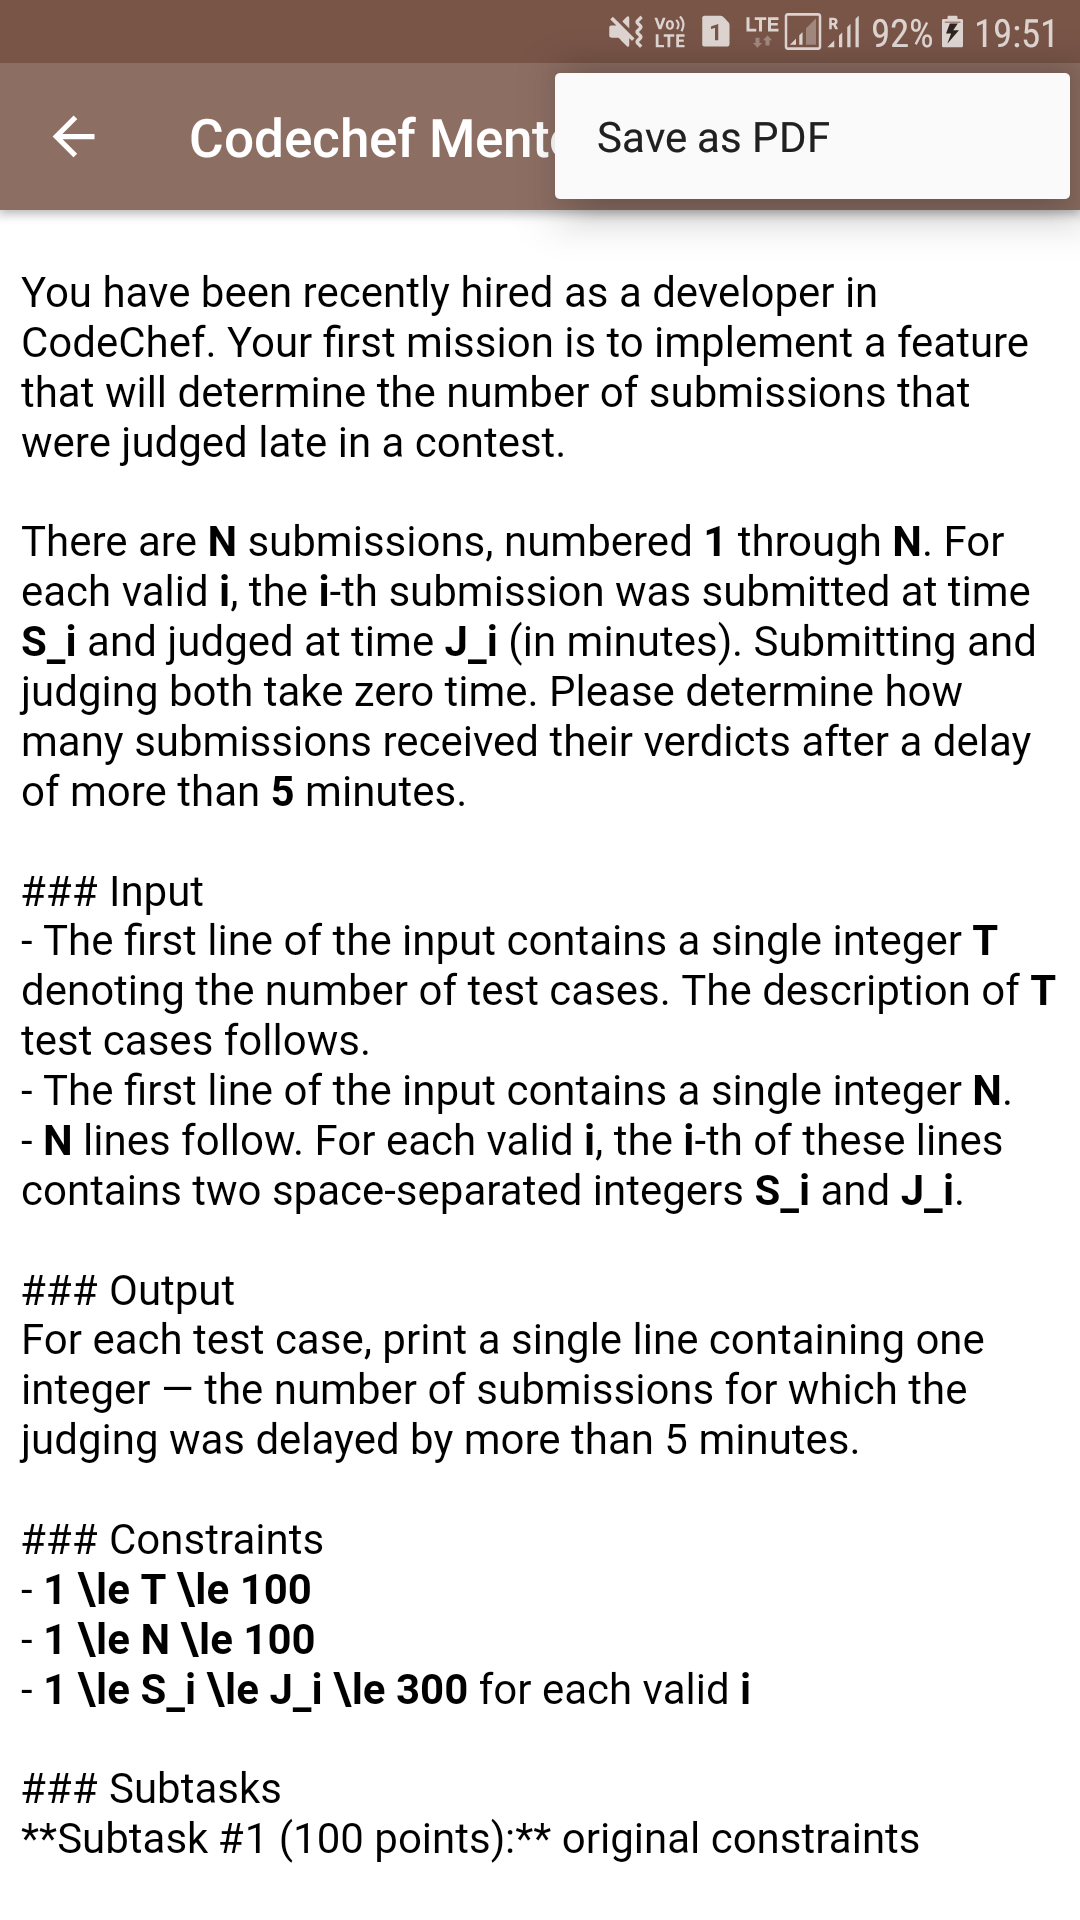 Vo)) LTE 1 LTE R 92% 19:51
Codechef Ment
Save as PDF
You have been recently hired as a developer in
CodeChef. Your first mission is to implement a feature
that will determine the number of submissions that
were judged late in a contest.
There are N submissions, numbered 1 through N. For
each valid i, the i-th submission was submitted at time
S_i and judged at time J_i (in minutes). Submitting and
judging both take zero time. Please determine how
many submissions received their verdicts after a delay
of more than 5 minutes.
### Input
- The first line of the input contains a single integer T
denoting the number of test cases. The description of T
test cases follows.
- The first line of the input contains a single integer N.
- N lines follow. For each valid i, the i-th of these lines
contains two space-separated integers S_i and J_i.
### Output
For each test case, print a single line containing one
integer — the number of submissions for which the
judging was delayed by more than 5 minutes.
### Constraints
- 1 \le T \le 100
- 1 \le N \le 100
- 1 \le S_i \le J_i \le 300 for each valid i
### Subtasks
**Subtask #1 (100 points):** original constraints